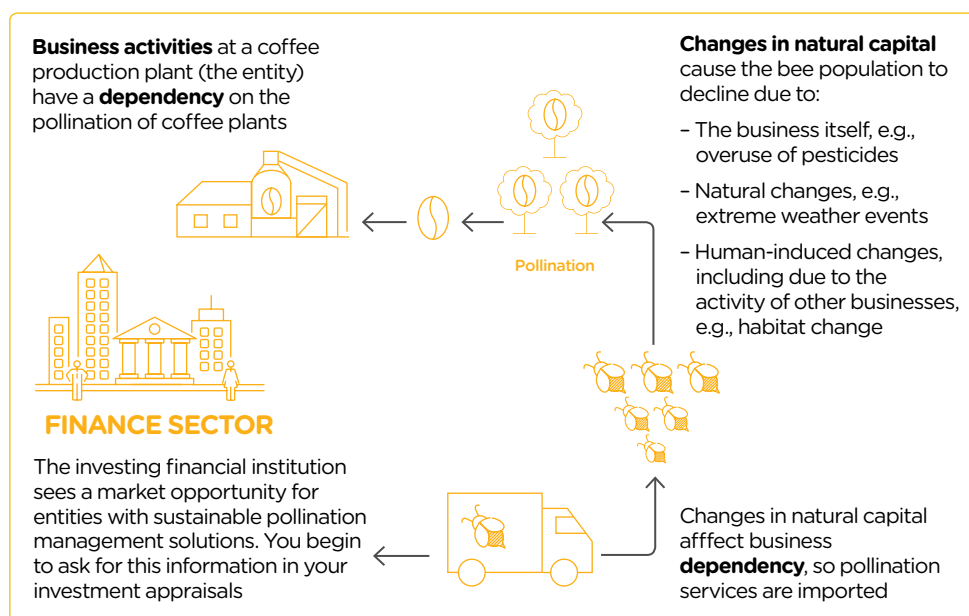 Business activities at a coffee
production plant (the entity)
have a dependency on the
pollination of coffee plants
Changes in natural capital
cause the bee population to
decline due to:
– The business itself, e.g.,
overuse of pesticides
– Natural changes, e.g.,
extreme weather events
– Human-induced changes,
including due to the
activity of other businesses,
e.g., habitat change
Pollination
FINANCE SECTOR
The investing financial institution
sees a market opportunity for
entities with sustainable pollination
management solutions. You begin
to ask for this information in your
investment appraisals
Changes in natural capital
afffect business
dependency, so pollination
services are imported